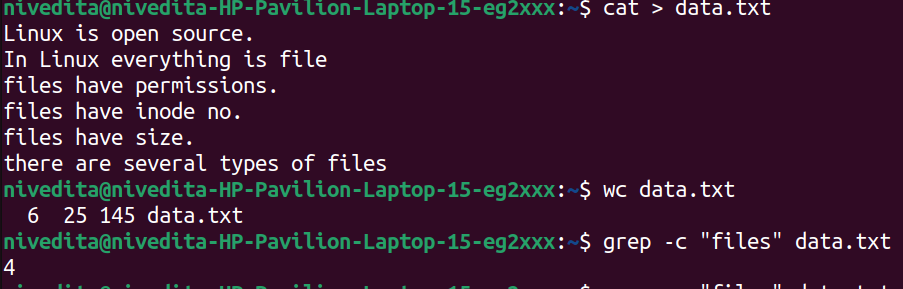 nivedita@nivedita-HP-Pavilion-Laptop-15-eg2xxx:~$ cat > data.txt
Linux is open source.
In Linux everything is file
files have permissions.
files have inode no.
files have size.
there are several types of files
nivedita@nivedita-HP-Pavilion-Laptop-15-eg2xxx:~$ wc data.txt
  6  25 145 data.txt
nivedita@nivedita-HP-Pavilion-Laptop-15-eg2xxx:~$ grep -c "files" data.txt
4